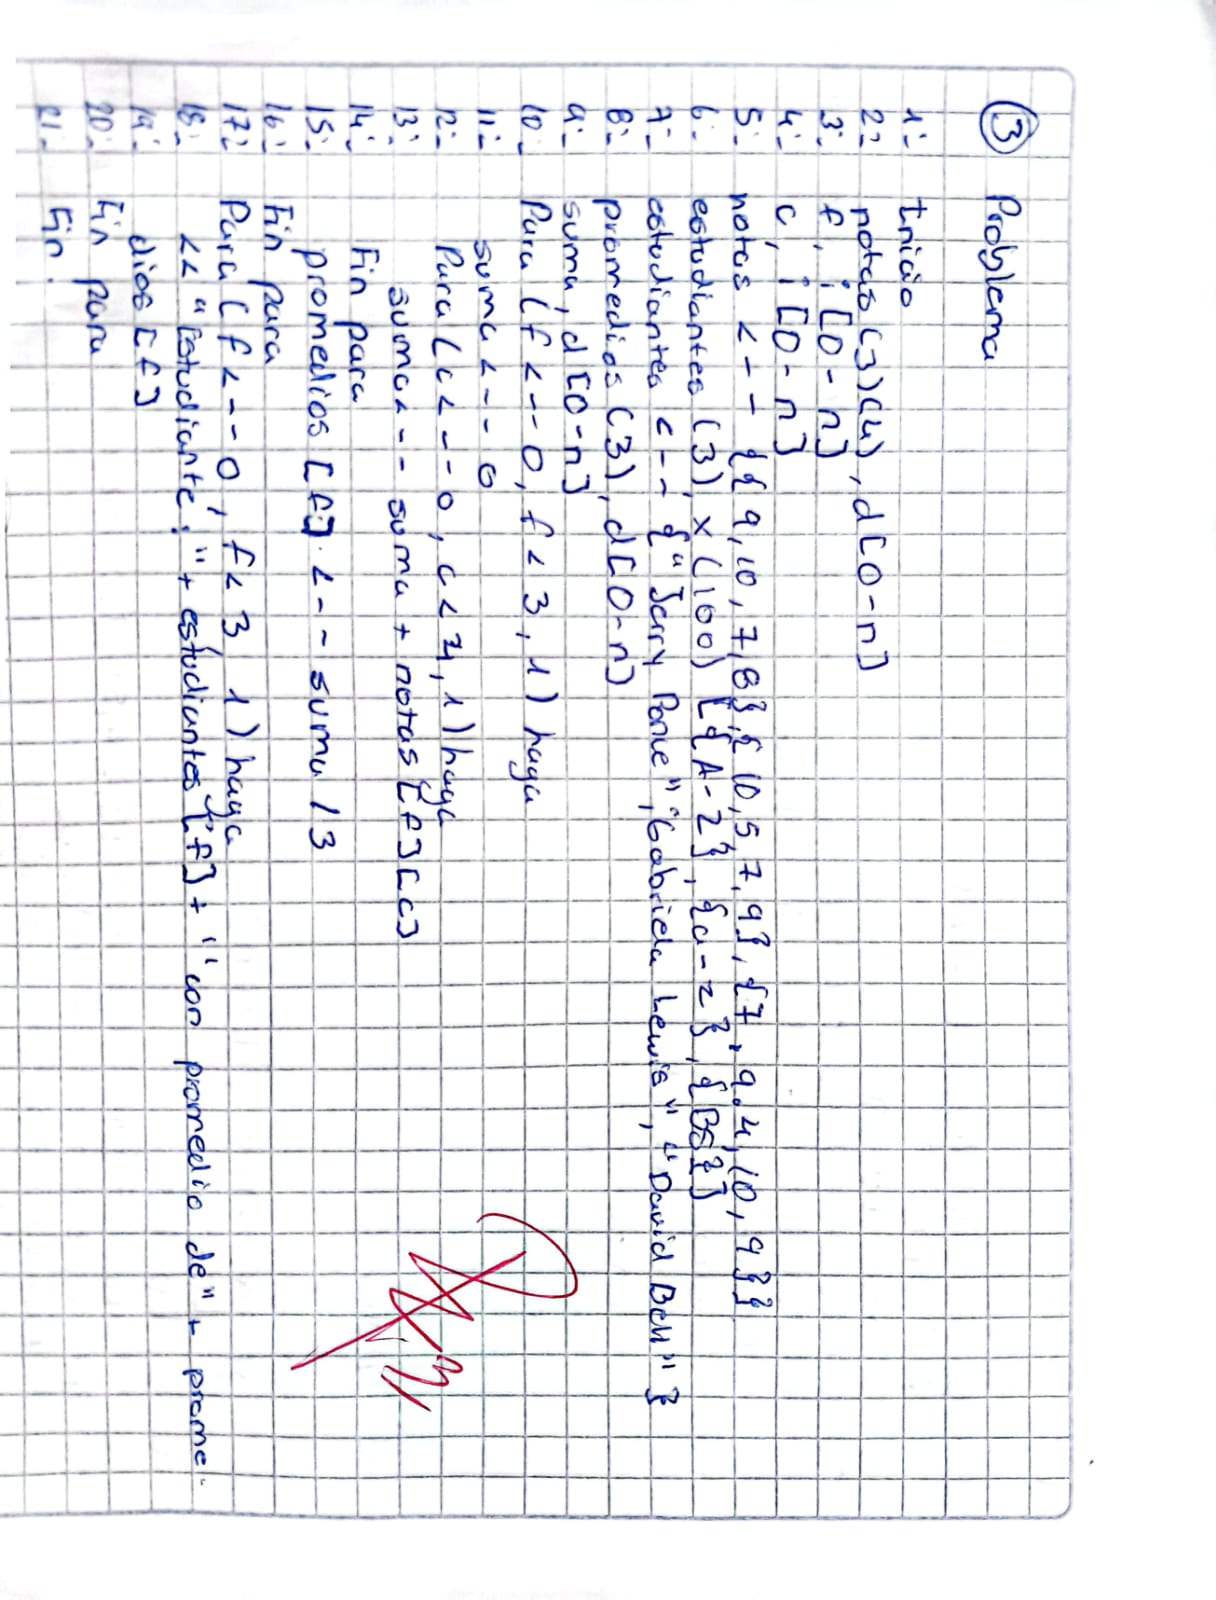 3 Problema
1:- Inicio
2:- notas (3)(4), d[0-n]
3:- f, i [0-n]
4:- c, i [0-n]
5:- notas <-- {{9,10,7,8},{10,5,7,9},{7,9.4,10,9}}
6:- estudiantes (3), x (100) [{A-Z},{a-z},{BS}]
7:- estudiantes <-- {"Jerry Ponce","Gabriela Lewis","David Bell"}
8:- promedios (3), d[0-n]
9:- suma, d [0-n]
10:- Para (f <-- 0, f < 3, 1) haga
11:- suma <-- 0
12:- Para (c <-- 0, c < 4, 1) haga
13:- suma <-- suma + notas [f][c]
14:- Fin para
15:- promedios [f] <-- suma / 3
16:- Fin para
17:- Para (f <-- 0, f < 3, 1) haga
18:- << "Estudiante: " + estudiantes [f] + "con promedio de" + prome-
19:- dios [f]
20:- Fin para
21:- Fin.